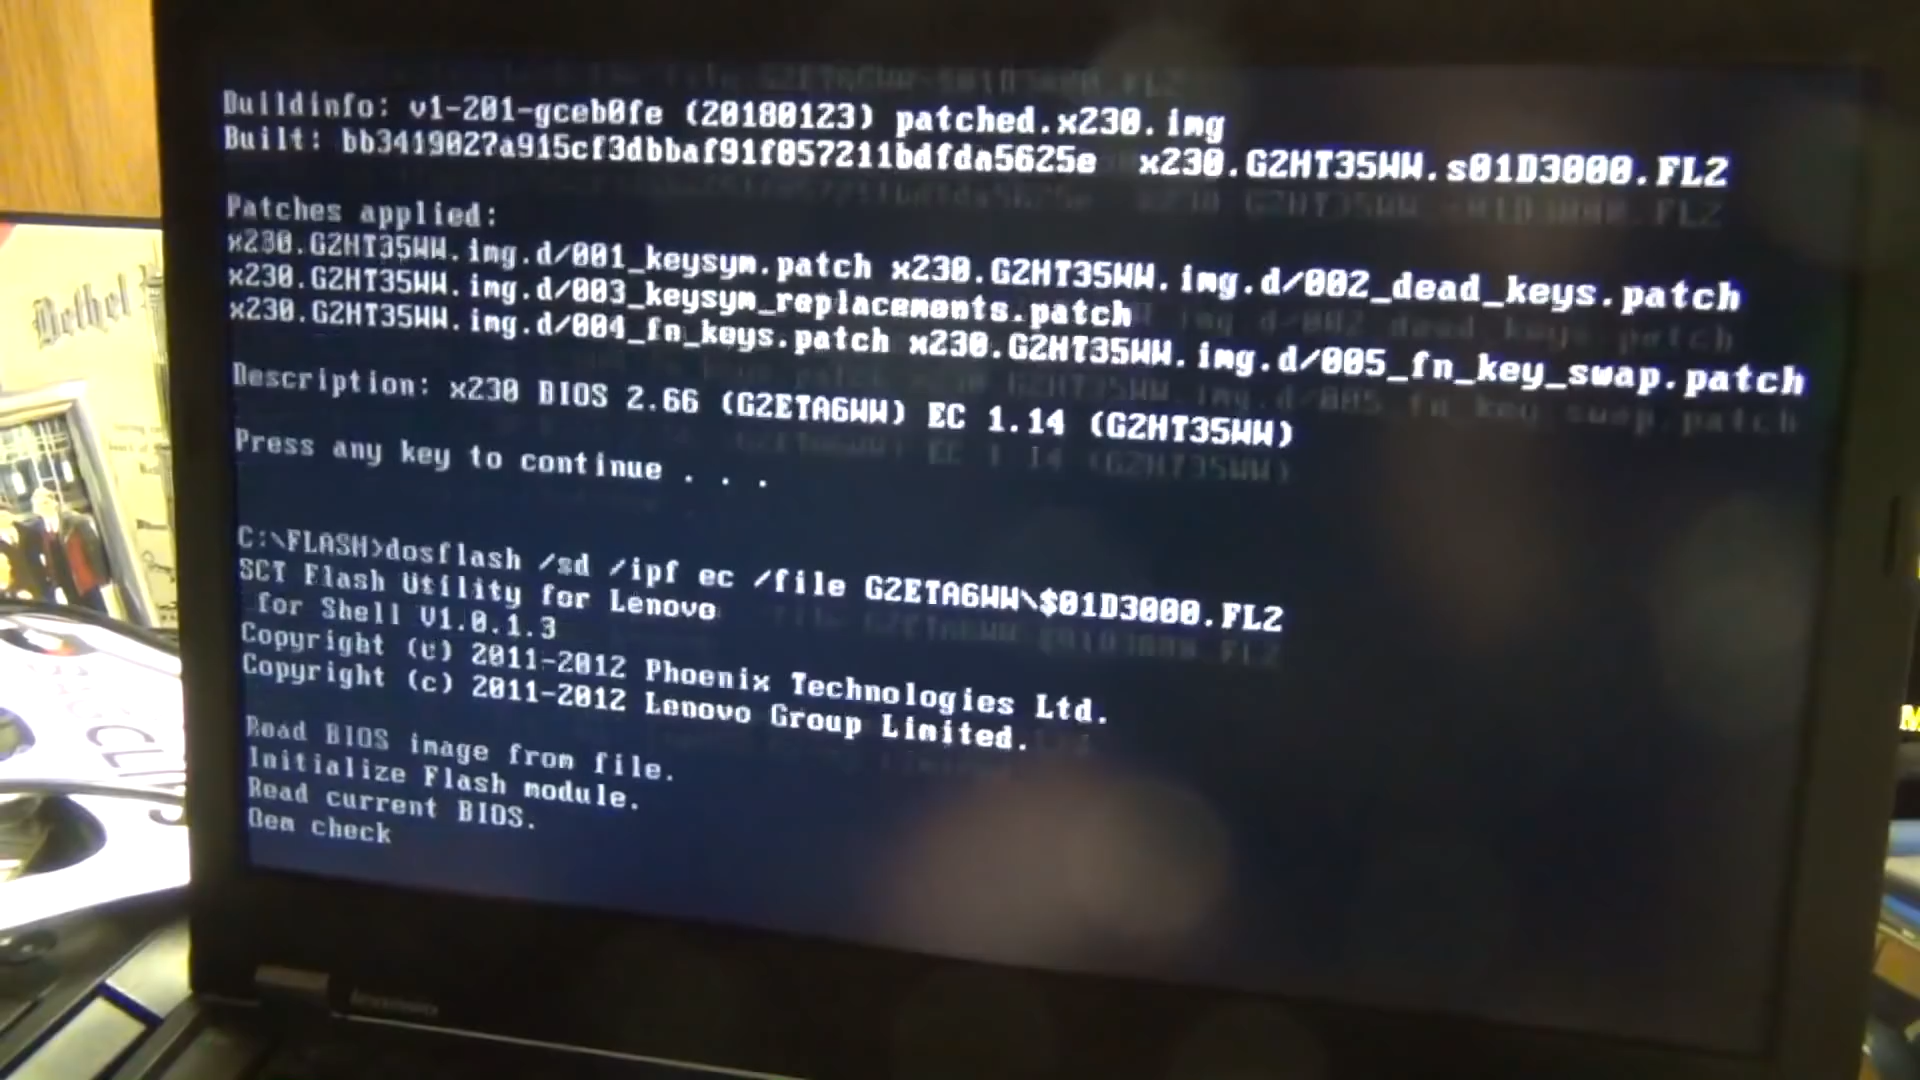 Buildinfo: v1-201-gceb0fe (20180123) patched.x230.img
Built: bb3419027a915cf3dbbaf91f057211bdfda5625e x230.G2HT35WW.s01D3000.FL2
Patches applied:
x230.G2HT35WW.img.d/001_keysym.patch x230.G2HT35WW.img.d/002_dead_keys.patch
x230.G2HT35WW.img.d/003_keysym_replacements.patch
x230.G2HT35WW.img.d/004_fn_keys.patch x230.G2HT35WW.img.d/005_fn_key_swap.patch
Description: x230 BIOS 2.66 (G2ETA6WW) EC 1.14 (G2HT35WW)
Press any key to continue . . .
C:\FLASH>dosflash /sd /ipf ec /file G2ETA6WW\$01D3000.FL2
SCT Flash Utility for Lenovo
for Shell V1.0.1.3
Copyright (c) 2011-2012 Phoenix Technologies Ltd.
Copyright (c) 2011-2012 Lenovo Group Limited.
Read BIOS image from file.
Initialize Flash module.
Read current BIOS.
Oem check
Bethel
lenovo